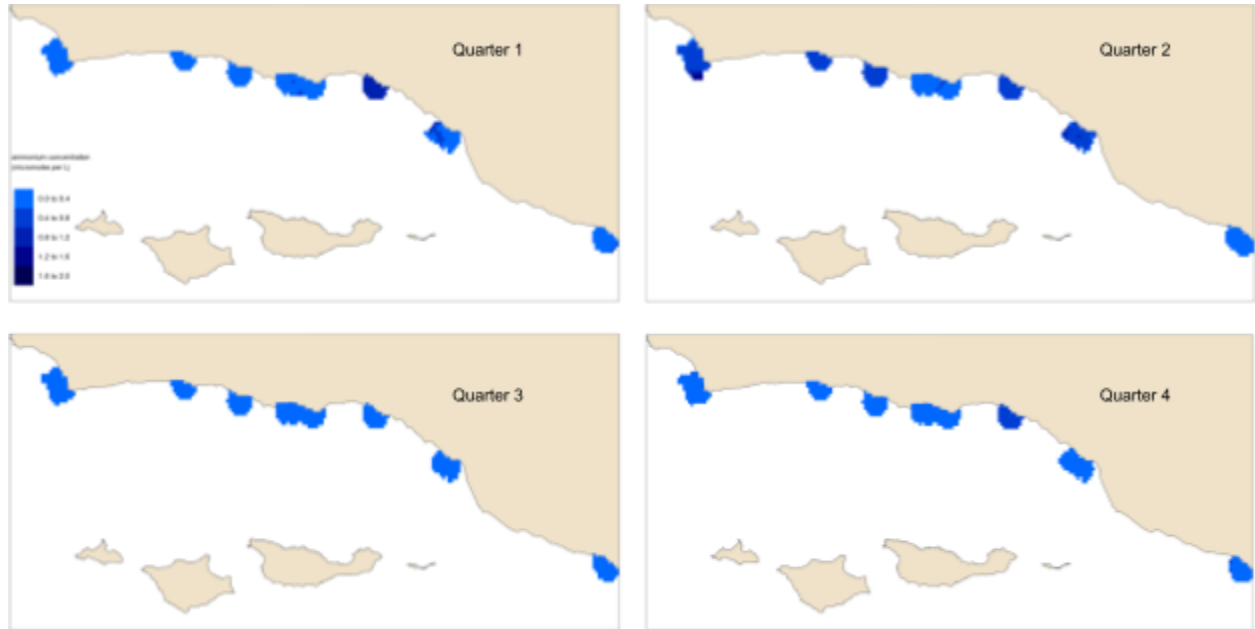 Quarter 1
Quarter 2
ammonium concentration
(micromoles per L)
0.0 to 0.4
0.4 to 0.8
0.8 to 1.2
1.2 to 1.6
1.6 to 2.0
Quarter 3
Quarter 4